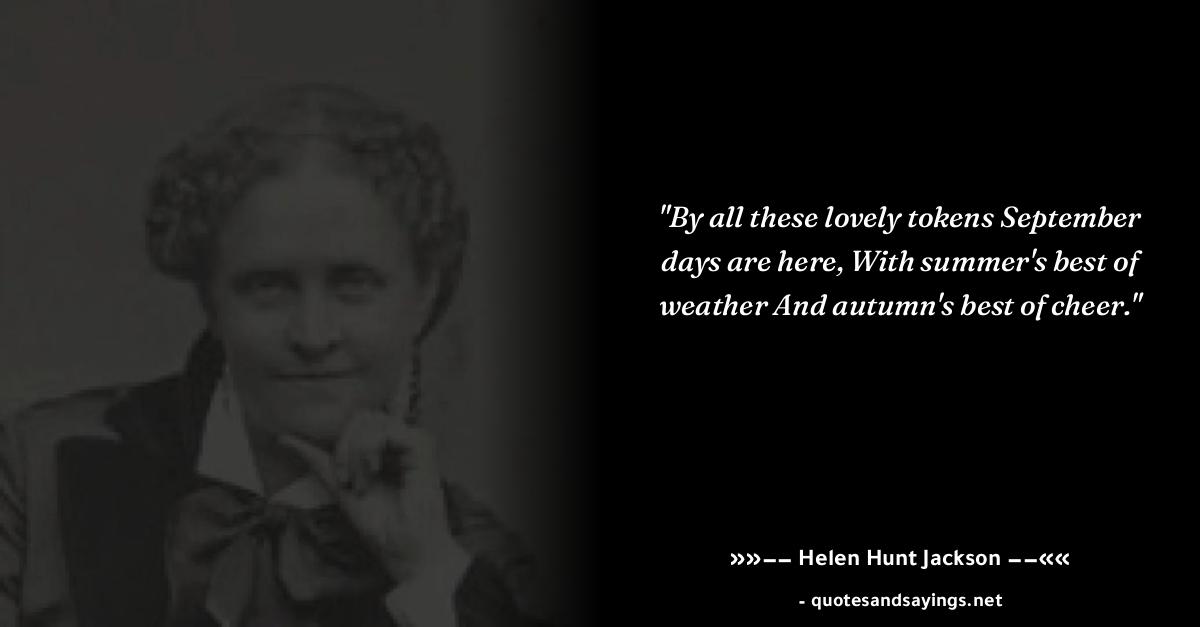 "By all these lovely tokens September
days are here, With summer's best of
weather And autumn's best of cheer."
»»−− Helen Hunt Jackson −−««
- quotesandsayings.net